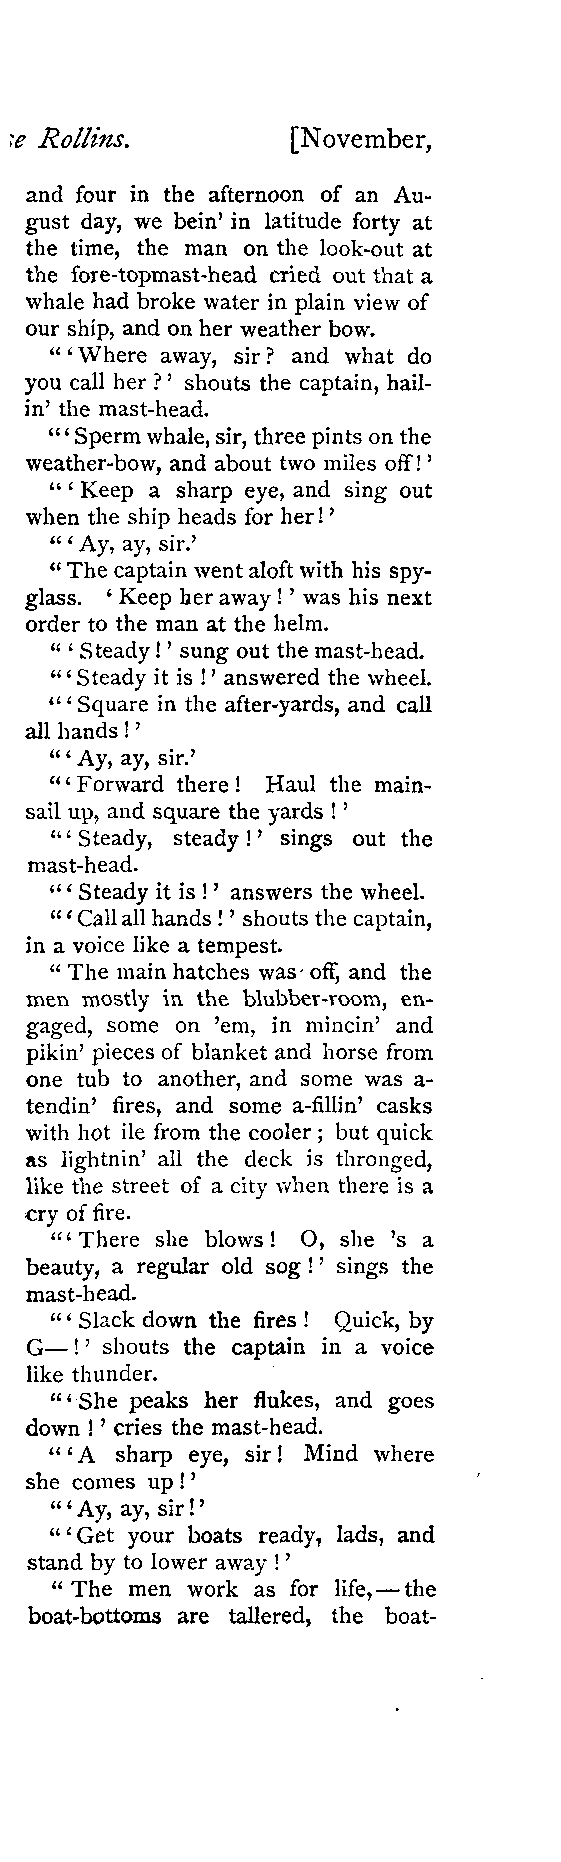 e Rollins. [November,
and four in the afternoon of an Au-
gust day, we bein' in latitude forty at
the time, the man on the look-out at
the fore-topmast-head cried out that a
whale had broke water in plain view of
our ship, and on her weather bow.
"'Where away, sir? and what do
you call her?' shouts the captain, hail-
in' the mast-head.
"'Sperm whale, sir, three pints on the
weather-bow, and about two miles off!'
"'Keep a sharp eye, and sing out
when the ship heads for her!'
"'Ay, ay, sir.'
"The captain went aloft with his spy-
glass. 'Keep her away!' was his next
order to the man at the helm.
"'Steady!' sung out the mast-head.
"'Steady it is!' answered the wheel.
"'Square in the after-yards, and call
all hands!'
"'Ay, ay, sir.'
"'Forward there! Haul the main-
sail up, and square the yards!'
"'Steady, steady!' sings out the
mast-head.
"'Steady it is!' answers the wheel.
"'Call all hands!' shouts the captain,
in a voice like a tempest.
"The main hatches was off, and the
men mostly in the blubber-room, en-
gaged, some on 'em, in mincin' and
pikin' pieces of blanket and horse from
one tub to another, and some was a-
tendin' fires, and some a-fillin' casks
with hot ile from the cooler; but quick
as lightnin' all the deck is thronged,
like the street of a city when there is a
cry of fire.
"'There she blows! O, she 's a
beauty, a regular old sog!' sings the
mast-head.
"'Slack down the fires! Quick, by
G—!' shouts the captain in a voice
like thunder.
"'She peaks her flukes, and goes
down!' cries the mast-head.
"'A sharp eye, sir! Mind where
she comes up!'
"'Ay, ay, sir!'
"'Get your boats ready, lads, and
stand by to lower away!'
"The men work as for life,—the
boat-bottoms are tallered, the boat-